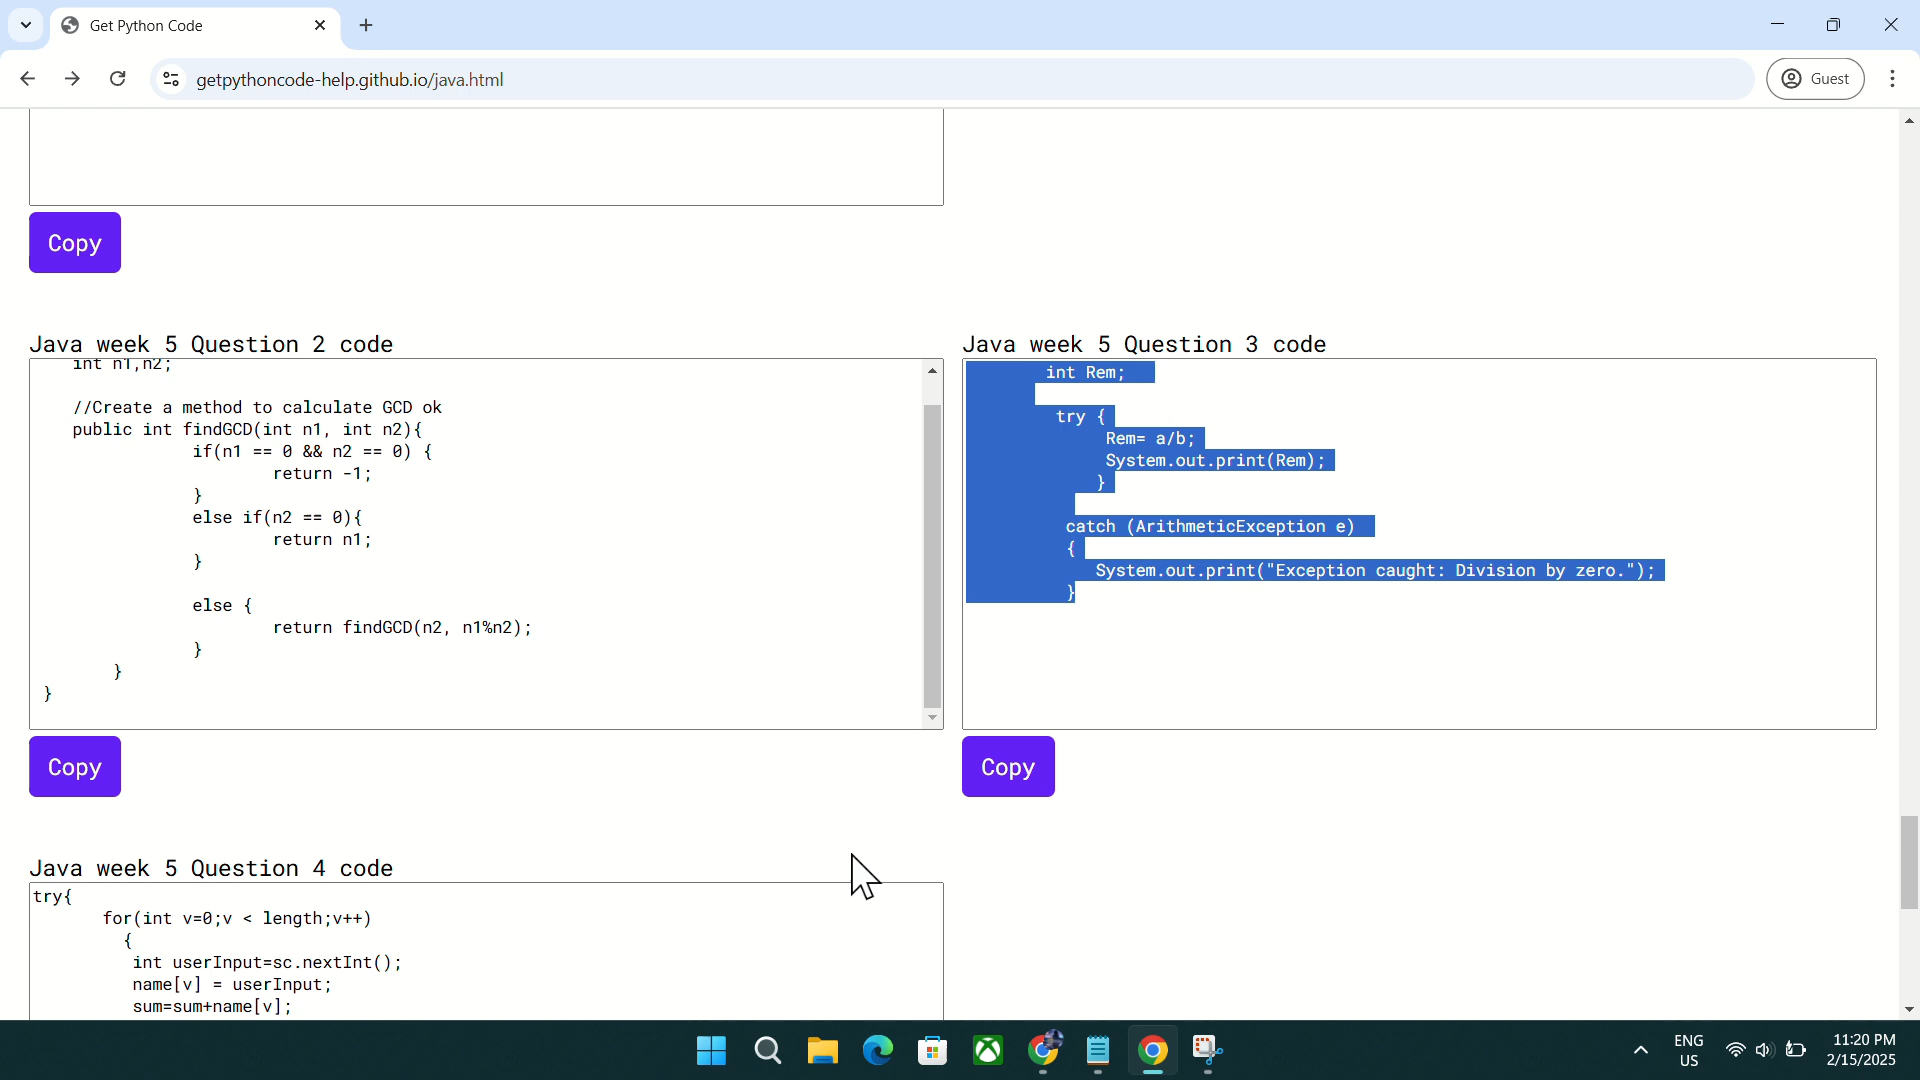 Get Python Code
getpythoncode-help.github.io/java.html
Guest
Copy
Java week 5 Question 2 code
int n1,n2;
//Create a method to calculate GCD ok
public int findGCD(int n1, int n2){
if(n1 == 0 && n2 == 0) {
return -1;
}
else if(n2 == 0){
return n1;
}
else {
return findGCD(n2, n1%n2);
}
}
}
Copy
Java week 5 Question 3 code
int Rem;
try {
Rem= a/b;
System.out.print(Rem);
}
catch (ArithmeticException e)
{
System.out.print("Exception caught: Division by zero.");
}
Copy
Java week 5 Question 4 code
try{
for(int v=0;v < length;v++)
{
int userInput=sc.nextInt();
name[v] = userInput;
sum=sum+name[v];
ENG
US
11:20 PM
2/15/2025